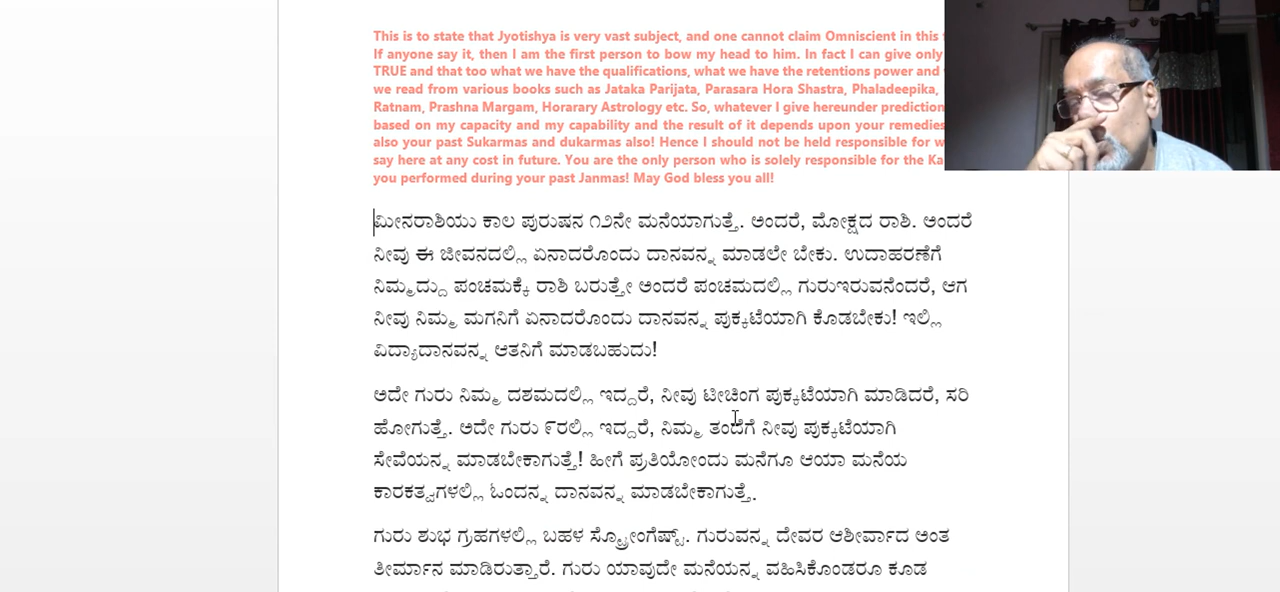 This is to state that Jyotishya is very vast subject, and one cannot claim Omniscient in this
If anyone say it, then I am the first person to bow my head to him. In fact I can give only
TRUE and that too what we have the qualifications, what we have the retentions power and
we read from various books such as Jataka Parijata, Parasara Hora Shastra, Phaladeepika,
Ratnam, Prashna Margam, Horarary Astrology etc. So, whatever I give hereunder prediction
based on my capacity and my capability and the result of it depends upon your remedies
also your past Sukarmas and dukarmas also! Hence I should not be held responsible for
say here at any cost in future. You are the only person who is solely responsible for the
you performed during your past Janmas! May God bless you all!
ಮೀನರಾಶಿಯು ಕಾಲ ಪುರುಷನ ೧೨ನೇ ಮನೆಯಾಗುತ್ತೆ. ಅಂದರೆ, ಮೋಕ್ಷದ ರಾಶಿ. ಅಂದರೆ
ನೀವು ಈ ಜೀವನದಲ್ಲಿ ಏನಾದರೊಂದು ದಾನವನ್ನ ಮಾಡಲೇ ಬೇಕು. ಉದಾಹರಣೆಗೆ
ನಿಮ್ಮದ್ದು ಪಂಚಮಕ್ಕೆ ರಾಶಿ ಬರುತ್ತೇ ಅಂದರೆ ಪಂಚಮದಲ್ಲಿ ಗುರುಇರುವನೆಂದರೆ, ಆಗ
ನೀವು ನಿಮ್ಮ ಮಗನಿಗೆ ಏನಾದರೊಂದು ದಾನವನ್ನ ಪುಕ್ಕಟೆಯಾಗಿ ಕೊಡಬೇಕು! ಇಲ್ಲಿ
ವಿದ್ಯಾದಾನವನ್ನ ಆತನಿಗೆ ಮಾಡಬಹುದು!
ಅದೇ ಗುರು ನಿಮ್ಮ ದಶಮದಲ್ಲಿ ಇದ್ದರೆ, ನೀವು ಟೀಚಿಂಗ ಪುಕ್ಕಟೆಯಾಗಿ ಮಾಡಿದರೆ, ಸರಿ
ಹೋಗುತ್ತೆ. ಅದೇ ಗುರು ೯ರಲ್ಲಿ ಇದ್ದರೆ, ನಿಮ್ಮ ತಂದೆಗೆ ನೀವು ಪುಕ್ಕಟೆಯಾಗಿ
ಸೇವೆಯನ್ನ ಮಾಡಬೇಕಾಗುತ್ತೆ! ಹೀಗೆ ಪ್ರತಿಯೋಂದು ಮನೆಗೂ ಆಯಾ ಮನೆಯ
ಕಾರಕತ್ವಗಳಲ್ಲಿ ಓಂದನ್ನ ದಾನವನ್ನ ಮಾಡಬೇಕಾಗುತ್ತೆ.
ಗುರು ಶುಭ ಗ್ರಹಗಳಲ್ಲಿ ಬಹಳ ಸ್ಟ್ರೋಂಗೆಷ್ಟ್. ಗುರುವನ್ನ ದೇವರ ಆಶೀರ್ವಾದ ಅಂತ
ತೀರ್ಮಾನ ಮಾಡಿರುತ್ತಾರೆ. ಗುರು ಯಾವುದೇ ಮನೆಯನ್ನ ವಹಿಸಿಕೊಂಡರೂ ಕೂಡ